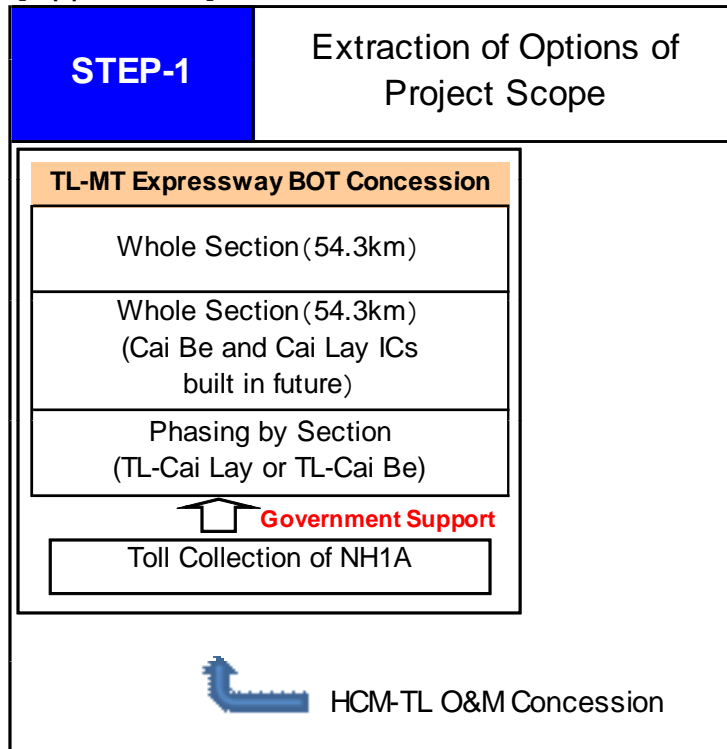 STEP-1
Extraction of Options of
Project Scope
TL-MT Expressway BOT Concession
Whole Section（54.3km）
Whole Section（54.3km）
(Cai Be and Cai Lay ICs
built in future）
Phasing by Section
(TL-Cai Lay or TL-Cai Be)
Government Support
Toll Collection of NH1A
HCM-TL O&M Concession